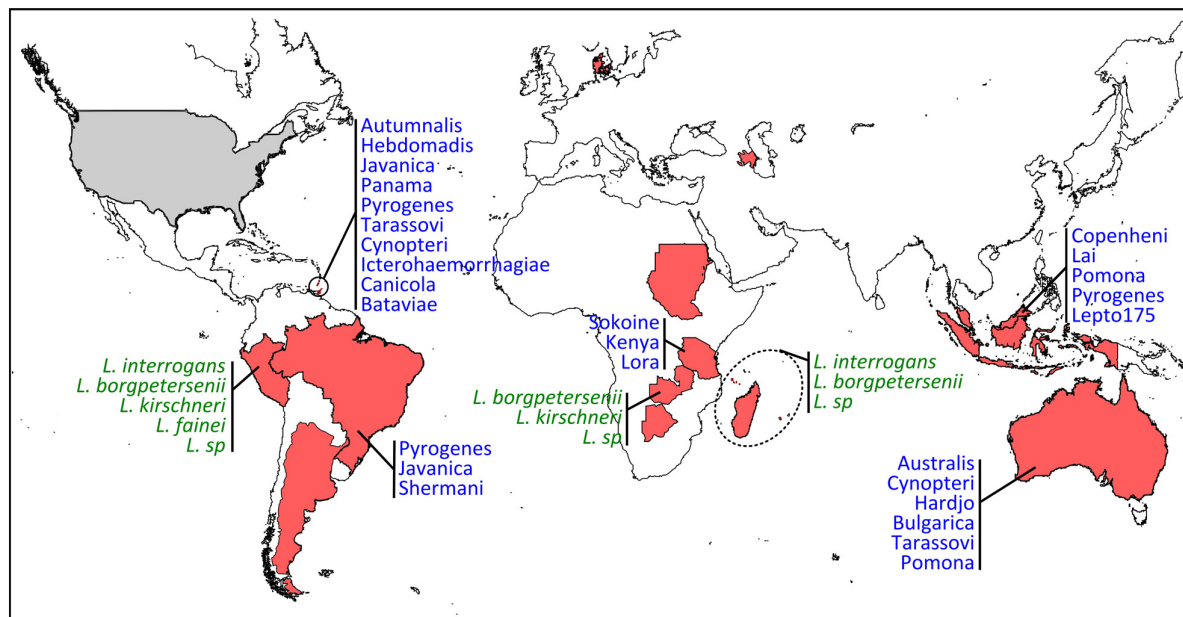 Autumnalis
Hebdomadis
Javanica
Panama
Pyrogenes
Tarassovi
Cynopteri
Icterohaemorrhagiae
Canicola
Bataviae
Copenheni
Lai
Pomona
Pyrogenes
Lepto175
Sokoine
Kenya
Lora
L. interrogans
L. borgpetersenii
L. kirschneri
L. fainei
L. sp
L. borgpetersenii
L. kirschneri
L. sp
L. interrogans
L. borgpetersenii
L. sp
Pyrogenes
Javanica
Shermani
Australis
Cynopteri
Hardjo
Bulgarica
Tarassovi
Pomona